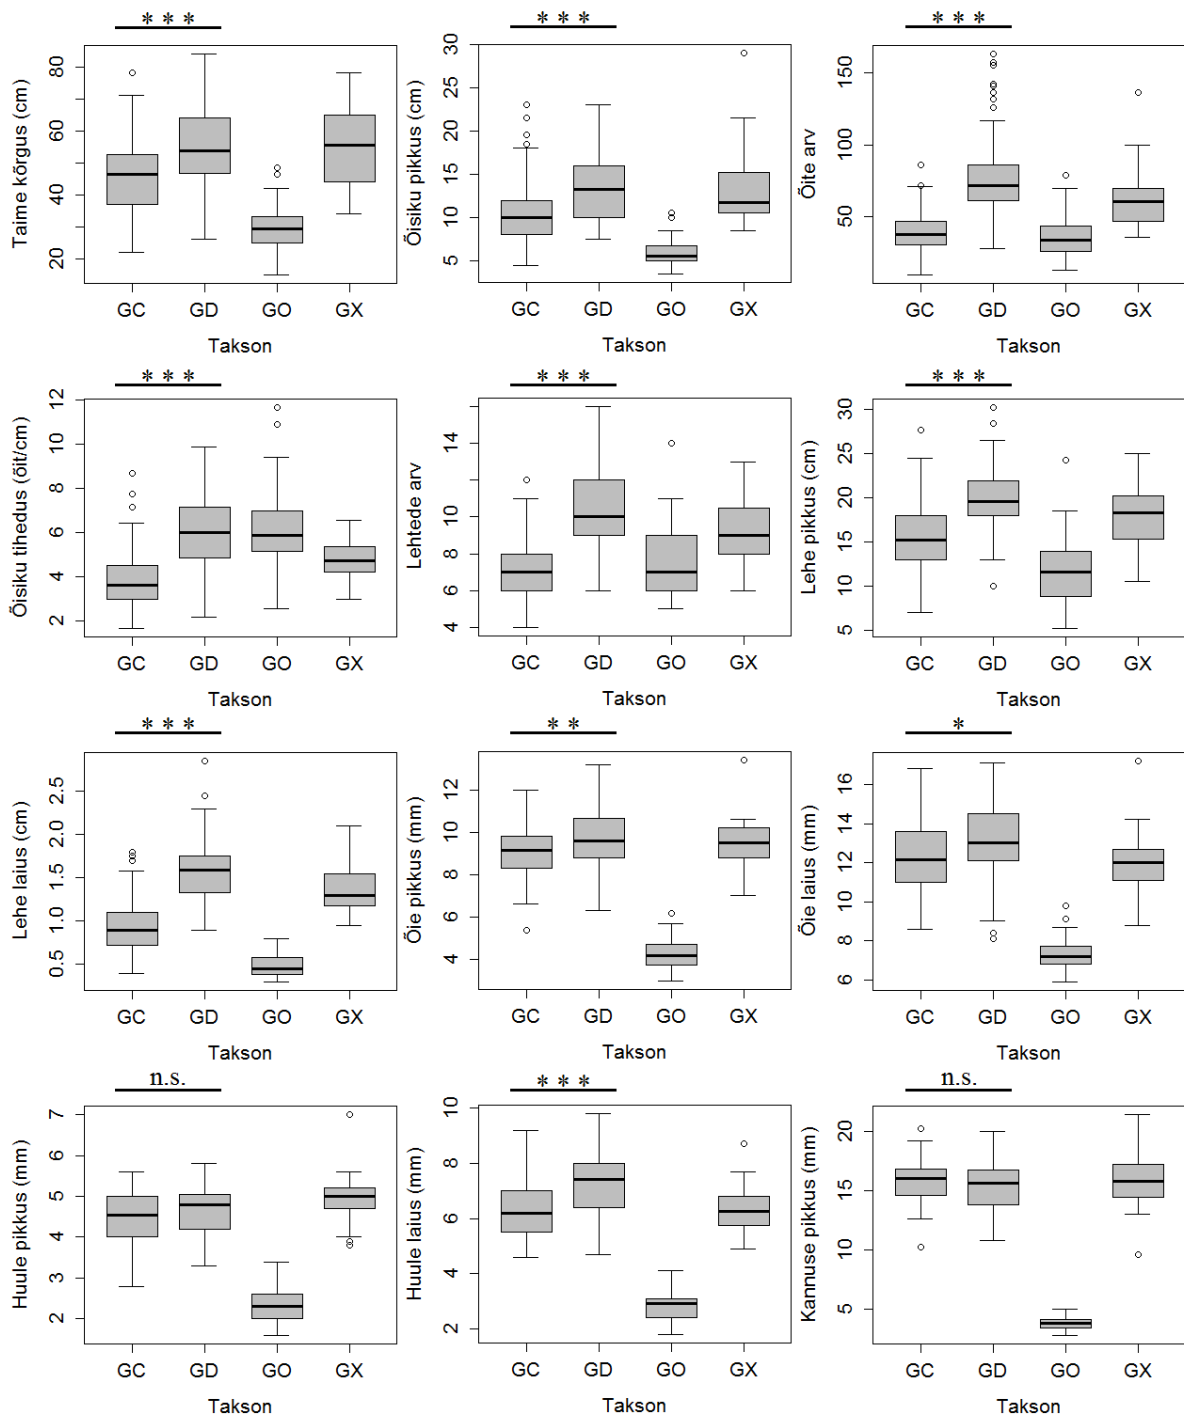 * * *
Taime kõrgus (cm)
80
60
40
20
GC GD GO GX
Takson
* * *
Õisiku pikkus (cm)
30
25
20
15
10
5
GC GD GO GX
Takson
* * *
Õite arv
150
100
50
GC GD GO GX
Takson
* * *
Õisiku tihedus (õit/cm)
12
10
8
6
4
2
GC GD GO GX
Takson
* * *
Lehtede arv
14
10
8
6
4
GC GD GO GX
Takson
* * *
Lehe pikkus (cm)
30
25
20
15
10
5
GC GD GO GX
Takson
* * *
Lehe laius (cm)
2.5
2.0
1.5
1.0
0.5
GC GD GO GX
Takson
* *
Õie pikkus (mm)
12
10
8
6
4
GC GD GO GX
Takson
*
Õie laius (mm)
16
14
12
10
8
6
GC GD GO GX
Takson
n.s.
Huule pikkus (mm)
7
6
5
4
3
2
GC GD GO GX
Takson
* * *
Huule laius (mm)
10
8
6
4
2
GC GD GO GX
Takson
n.s.
Kannuse pikkus (mm)
20
15
10
5
GC GD GO GX
Takson